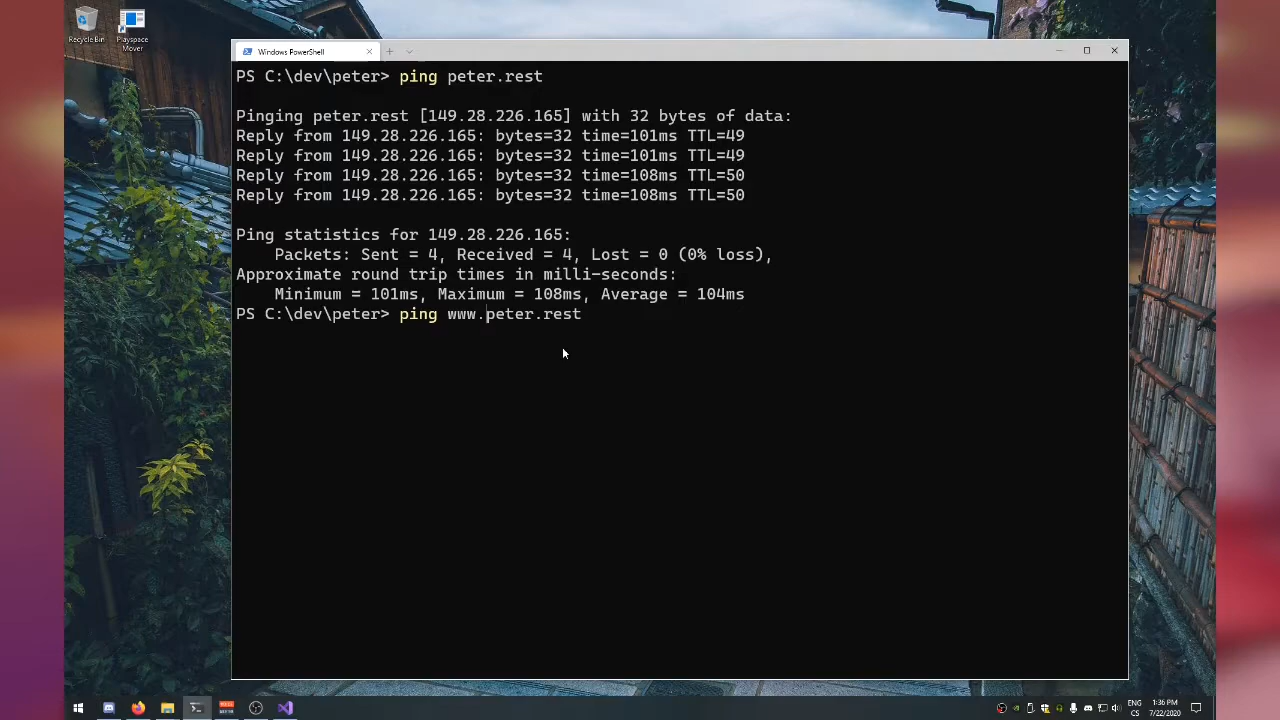 Recycle Bin
Playspace
Mover
Windows PowerShell
PS C:\dev\peter> ping peter.rest
Pinging peter.rest [149.28.226.165] with 32 bytes of data:
Reply from 149.28.226.165: bytes=32 time=101ms TTL=49
Reply from 149.28.226.165: bytes=32 time=101ms TTL=49
Reply from 149.28.226.165: bytes=32 time=108ms TTL=50
Reply from 149.28.226.165: bytes=32 time=108ms TTL=50
Ping statistics for 149.28.226.165:
Packets: Sent = 4, Received = 4, Lost = 0 (0% loss),
Approximate round trip times in milli-seconds:
Minimum = 101ms, Maximum = 108ms, Average = 104ms
PS C:\dev\peter> ping www.peter.rest
ENG
CS
1:36 PM
7/22/2020